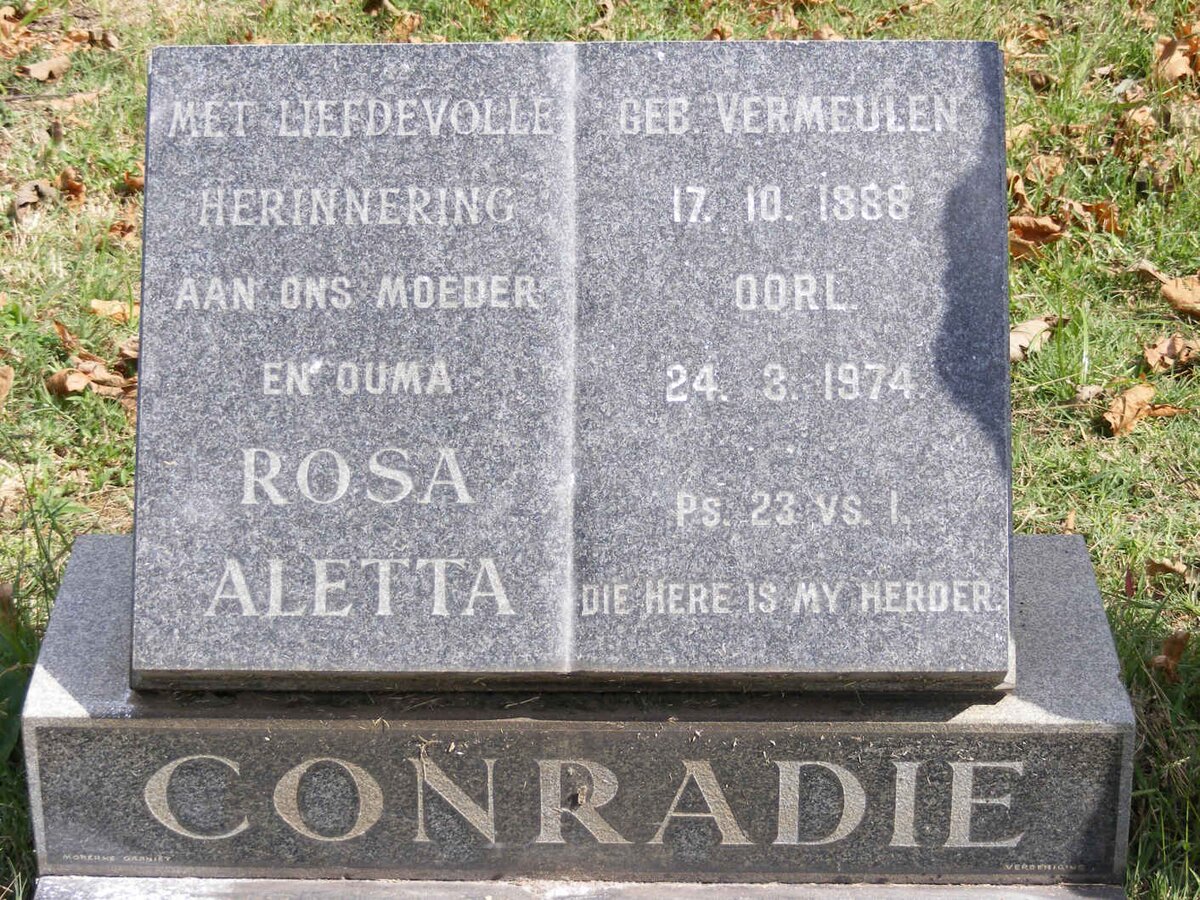 MET LIEFDEVOLLE
HERINNERING
AAN ONS MOEDER
EN OUMA
ROSA
ALETTA
GEB. VERMEULEN
17. 10. 1888
OORL.
24. 3. 1974.
Ps. 23 vs. 1.
DIE HERE IS MY HERDER.
CONRADIE